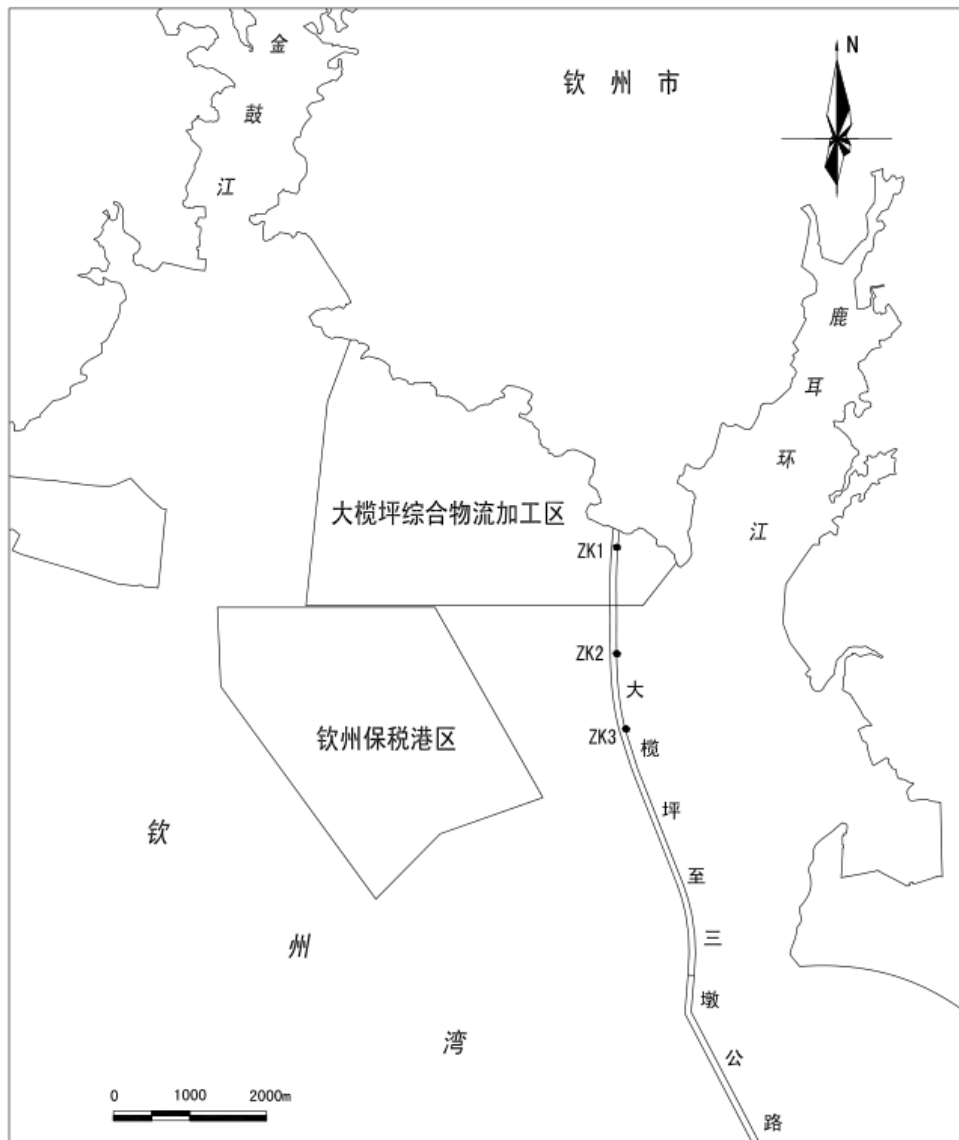 金鼓江
钦州市
N
鹿耳环江
大榄坪综合物流加工区
ZK1
ZK2
ZK3
钦州保税港区
大榄坪至三墩公路
钦州湾
0 1000 2000m